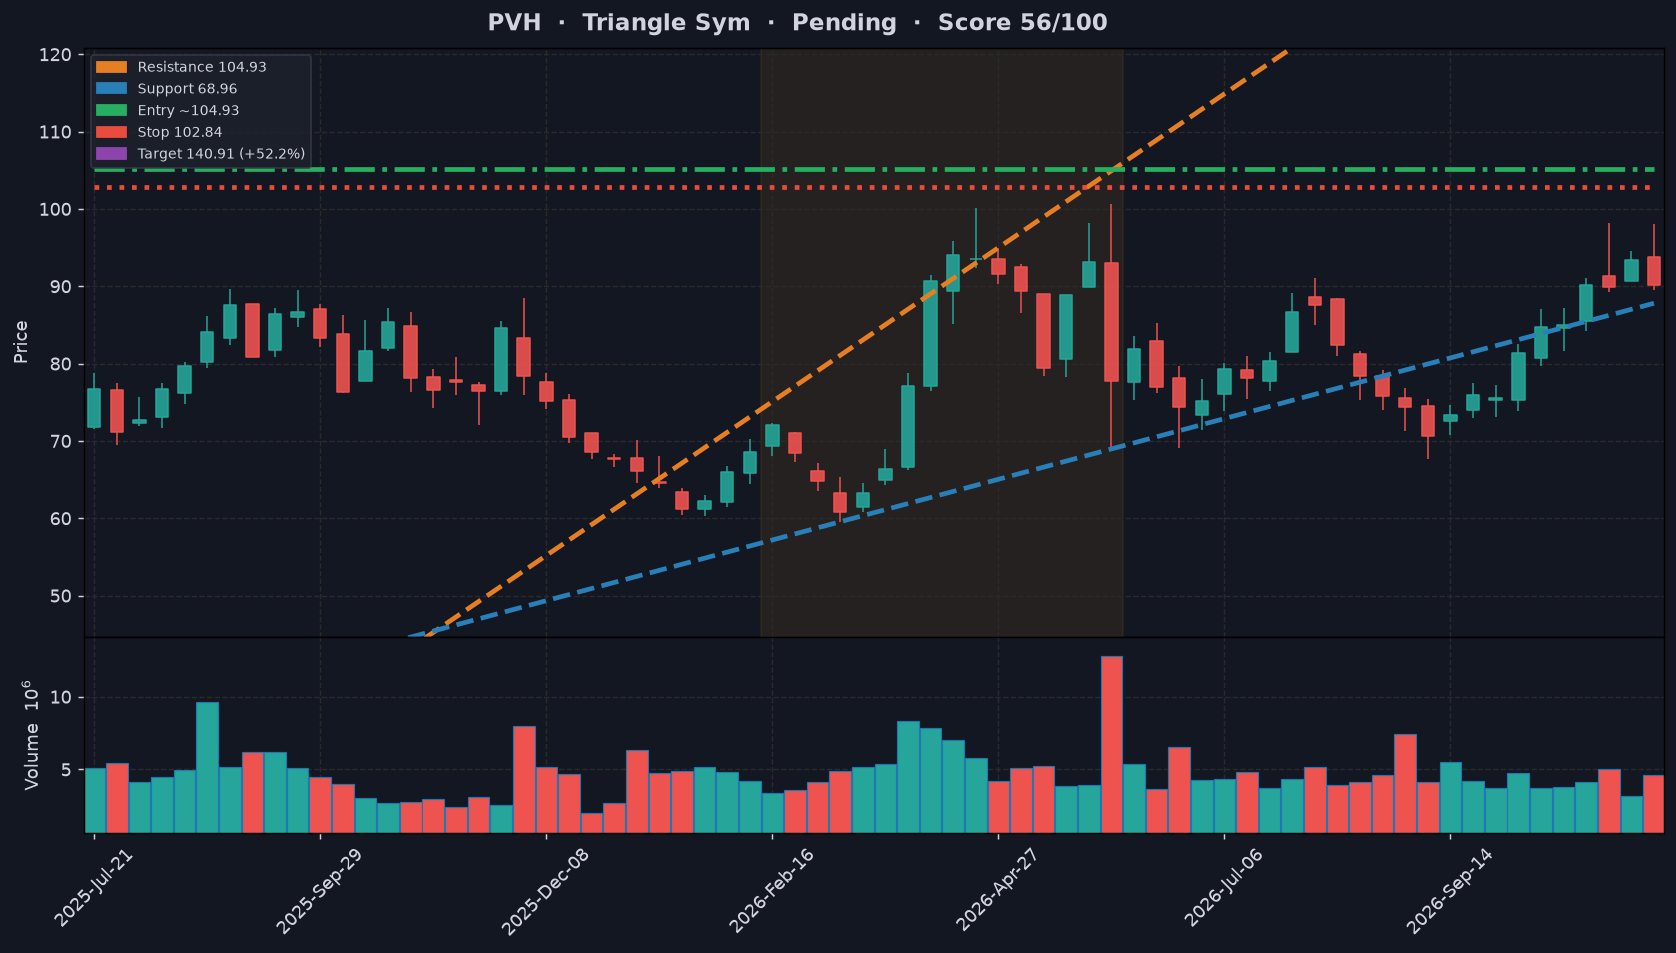 PVH · Triangle Sym · Pending · Score 56/100
Resistance 104.93
Support 68.96
Entry ~104.93
Stop 102.84
Target 140.91 (+52.2%)
Price
120
110
100
90
80
70
60
50
Volume 10⁶
10
5
2025-Jul-21
2025-Sep-29
2025-Dec-08
2026-Feb-16
2026-Apr-27
2026-Jul-06
2026-Sep-14